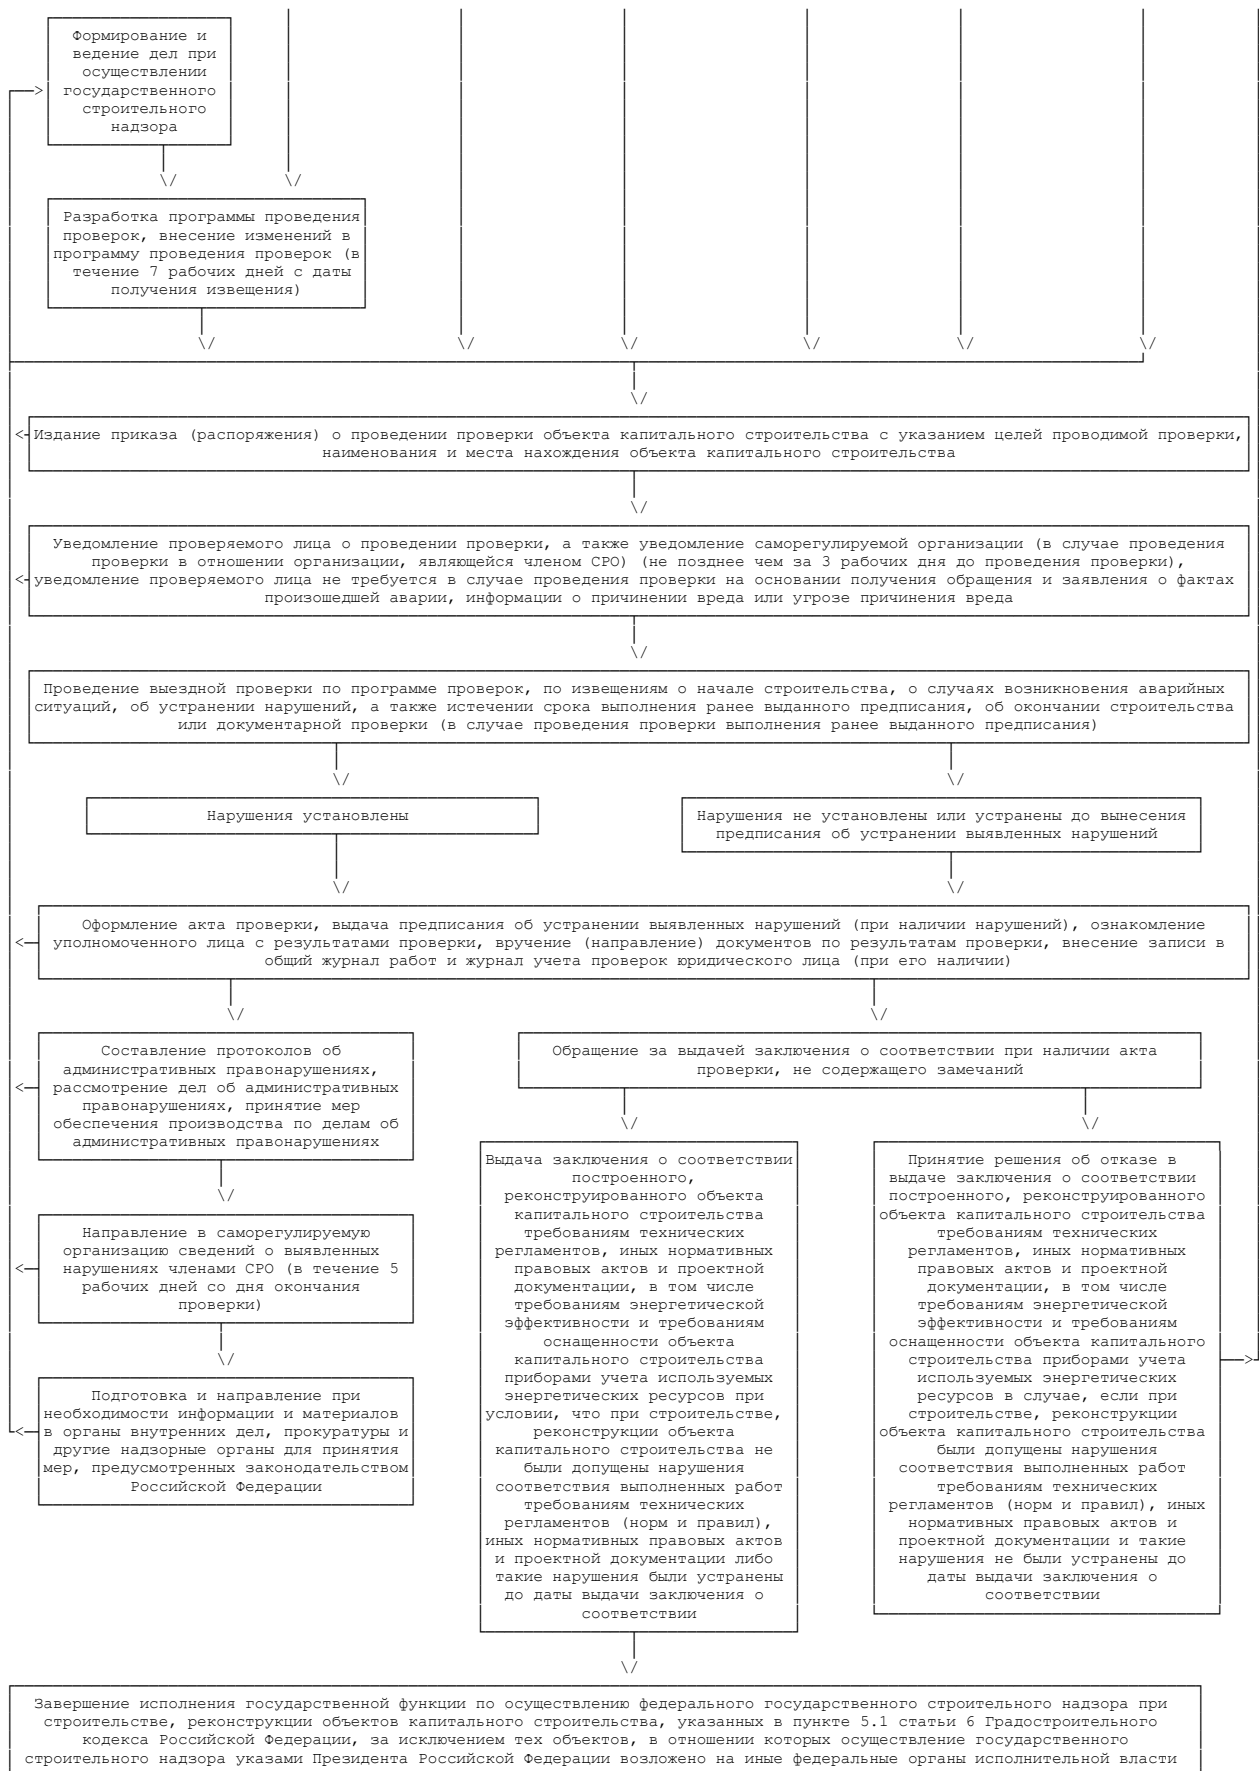 Формирование и
ведение дел при
осуществлении
государственного
строительного
надзора
Разработка программы проведения
проверок, внесение изменений в
программу проведения проверок (в
течение 7 рабочих дней с даты
получения извещения)
Издание приказа (распоряжения) о проведении проверки объекта капитального строительства с указанием целей проводимой проверки,
наименования и места нахождения объекта капитального строительства
Уведомление проверяемого лица о проведении проверки, а также уведомление саморегулируемой организации (в случае проведения
проверки в отношении организации, являющейся членом СРО) (не позднее чем за 3 рабочих дня до проведения проверки),
уведомление проверяемого лица не требуется в случае проведения проверки на основании получения обращения и заявления о фактах
произошедшей аварии, информации о причинении вреда или угрозе причинения вреда
Проведение выездной проверки по программе проверок, по извещениям о начале строительства, о случаях возникновения аварийных
ситуаций, об устранении нарушений, а также истечении срока выполнения ранее выданного предписания, об окончании строительства
или документарной проверки (в случае проведения проверки выполнения ранее выданного предписания)
Нарушения установлены
Нарушения не установлены или устранены до вынесения
предписания об устранении выявленных нарушений
Оформление акта проверки, выдача предписания об устранении выявленных нарушений (при наличии нарушений), ознакомление
уполномоченного лица с результатами проверки, вручение (направление) документов по результатам проверки, внесение записи в
общий журнал работ и журнал учета проверок юридического лица (при его наличии)
Составление протоколов об
административных правонарушениях,
рассмотрение дел об административных
правонарушениях, принятие мер
обеспечения производства по делам об
административных правонарушениях
Обращение за выдачей заключения о соответствии при наличии акта
проверки, не содержащего замечаний
Направление в саморегулируемую
организацию сведений о выявленных
нарушениях членами СРО (в течение 5
рабочих дней со дня окончания
проверки)
Подготовка и направление при
необходимости информации и материалов
в органы внутренних дел, прокуратуры и
другие надзорные органы для принятия
мер, предусмотренных законодательством
Российской Федерации
Выдача заключения о соответствии
построенного,
реконструированного объекта
капитального строительства
требованиям технических
регламентов, иных нормативных
правовых актов и проектной
документации, в том числе
требованиям энергетической
эффективности и требованиям
оснащенности объекта
капитального строительства
приборами учета используемых
энергетических ресурсов при
условии, что при строительстве,
реконструкции объекта
капитального строительства не
были допущены нарушения
соответствия выполненных работ
требованиям технических
регламентов (норм и правил),
иных нормативных правовых актов
и проектной документации либо
такие нарушения были устранены
до даты выдачи заключения о
соответствии
Принятие решения об отказе в
выдаче заключения о соответствии
построенного, реконструированного
объекта капитального строительства
требованиям технических
регламентов, иных нормативных
правовых актов и проектной
документации, в том числе
требованиям энергетической
эффективности и требованиям
оснащенности объекта капитального
строительства приборами учета
используемых энергетических
ресурсов в случае, если при
строительстве, реконструкции
объекта капитального строительства
были допущены нарушения
соответствия выполненных работ
требованиям технических
регламентов (норм и правил), иных
нормативных правовых актов и
проектной документации и такие
нарушения не были устранены до
даты выдачи заключения о
соответствии
Завершение исполнения государственной функции по осуществлению федерального государственного строительного надзора при
строительстве, реконструкции объектов капитального строительства, указанных в пункте 5.1 статьи 6 Градостроительного
кодекса Российской Федерации, за исключением тех объектов, в отношении которых осуществление государственного
строительного надзора указами Президента Российской Федерации возложено на иные федеральные органы исполнительной власти